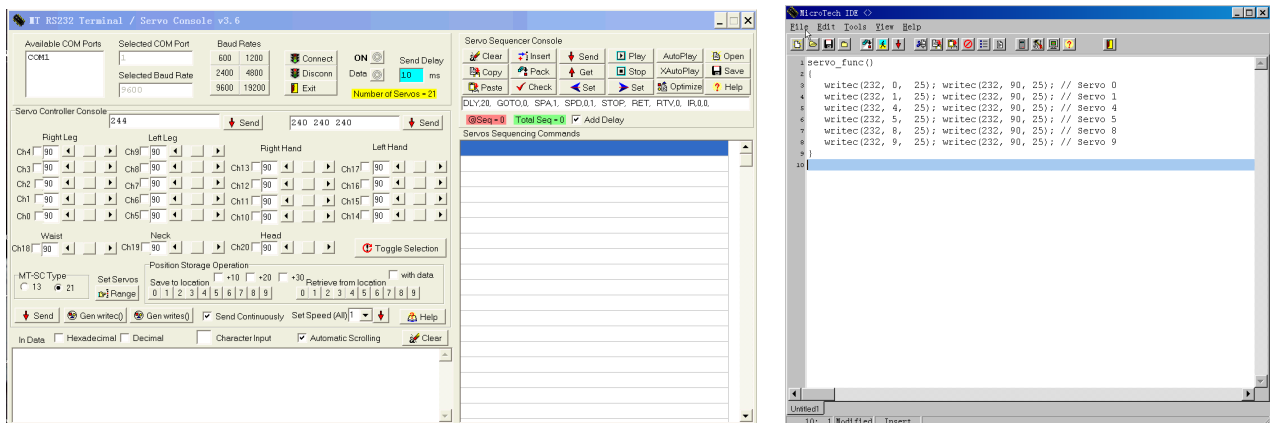 MT RS232 Terminal / Servo Console v3.6
Available COM Ports
COM1
Selected COM Port
1
Selected Baud Rate
9600
Baud Rates
600 1200
2400 4800
9600 19200
Connect
Disconn
Exit
ON
Data
Send Delay
10 ms
Number of Servos = 21
Servo Controller Console
244
Send
240 240 240
Send
Right Leg
Ch4 90
Ch3 90
Ch2 90
Ch1 90
Ch0 90
Left Leg
Ch9 90
Ch8 90
Ch7 90
Ch6 90
Ch5 90
Right Hand
Ch13 90
Ch12 90
Ch11 90
Ch10 90
Left Hand
Ch17 90
Ch16 90
Ch15 90
Ch14 90
Waist
Ch18 90
Neck
Ch19 90
Head
Ch20 90
Toggle Selection
MT-SC Type
13 21
Set Servos
Range
Position Storage Operation
+10 +20 +30
with data
Save to location
0 1 2 3 4 5 6 7 8 9
Retrieve from location
0 1 2 3 4 5 6 7 8 9
Send Gen writec() Gen writes() Send Continuously Set Speed (All) 1 Help
In Data Hexadecimal Decimal Character Input Automatic Scrolling Clear
Servo Sequencer Console
Clear Insert Send Play AutoPlay Open
Copy Pack Get Stop XAutoPlay Save
Paste Check Set Set Optimize Help
DLY,20, GOTO,0, SPA,1, SPD,0,1, STOP, RET, RTV,0, IR,0,0,
@Seq = 0 Total Seq = 0 Add Delay
Servos Sequencing Commands
MicroTech IDE <>
File Edit Tools View Help
1 servo_func()
2 {
3 writec(232, 0, 25); writec(232, 90, 25); // Servo 0
4 writec(232, 1, 25); writec(232, 90, 25); // Servo 1
5 writec(232, 4, 25); writec(232, 90, 25); // Servo 4
6 writec(232, 5, 25); writec(232, 90, 25); // Servo 5
7 writec(232, 8, 25); writec(232, 90, 25); // Servo 8
8 writec(232, 9, 25); writec(232, 90, 25); // Servo 9
9 }
10
Untitled1
10: 1 Modified Insert